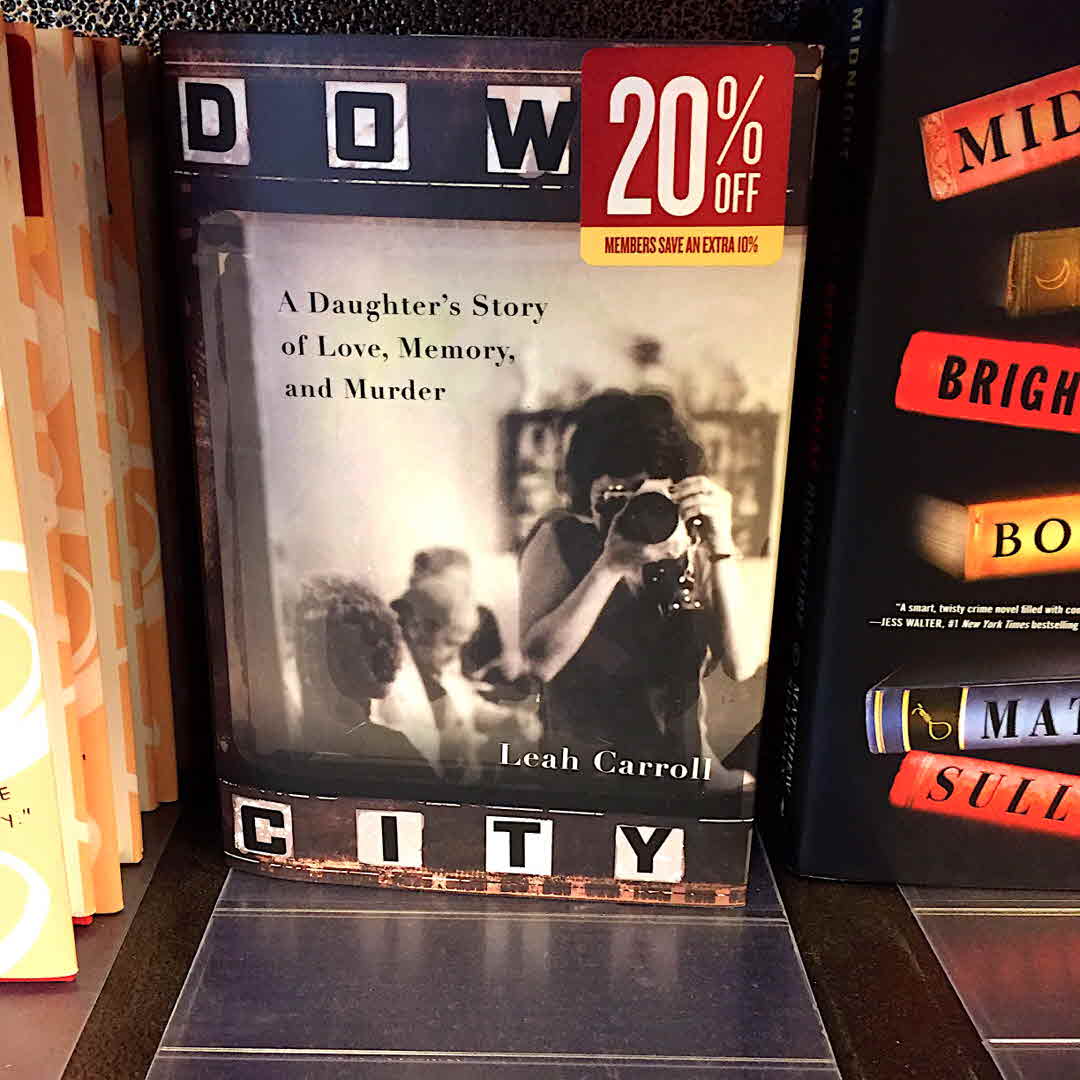 DOW
20% OFF
MEMBERS SAVE AN EXTRA 10%
A Daughter's Story
of Love, Memory,
and Murder
Leah Carroll
CITY
MIDNIGHT
MID
BRIGH
BO
"A smart, twisty crime novel filled with
—JESS WALTER, #1 New York Times bestselling
MAT
SULL
E
Y."